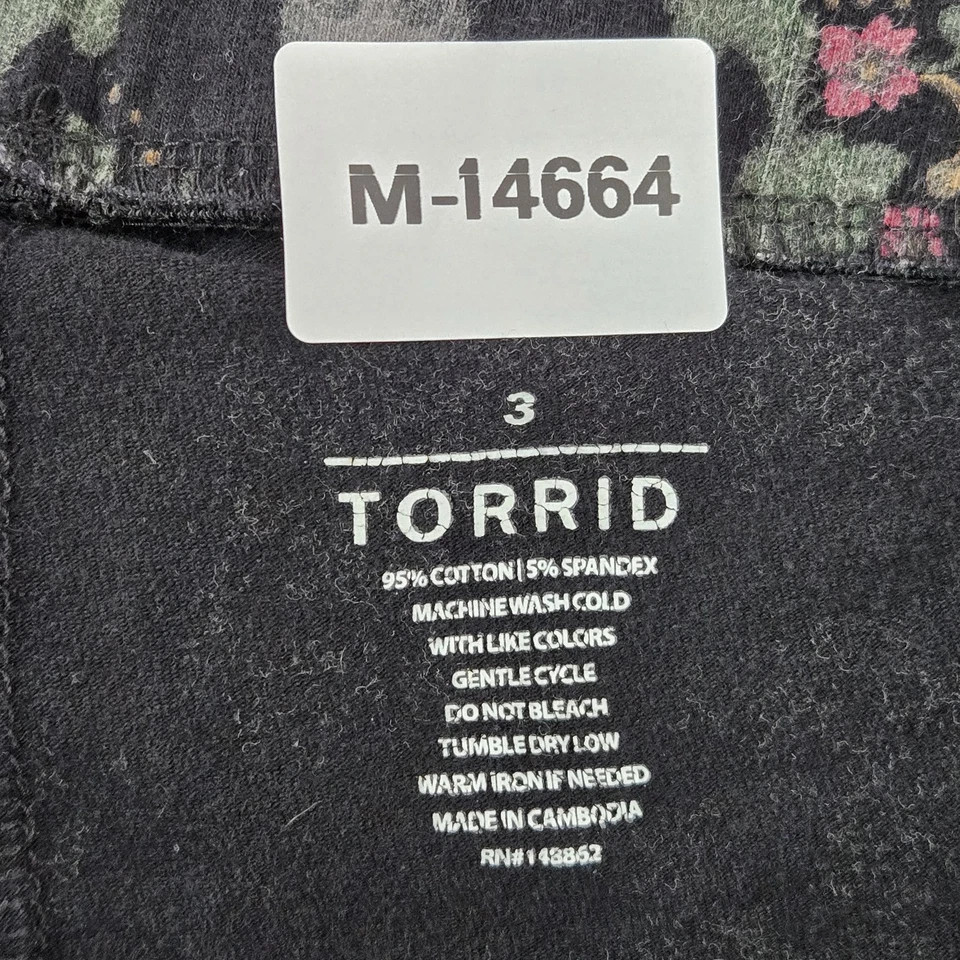 M-14664
3
TORRID
95% COTTON | 5% SPANDEX
MACHINE WASH COLD
WITH LIKE COLORS
GENTLE CYCLE
DO NOT BLEACH
TUMBLE DRY LOW
WARM IRON IF NEEDED
MADE IN CAMBODIA
RN#148862